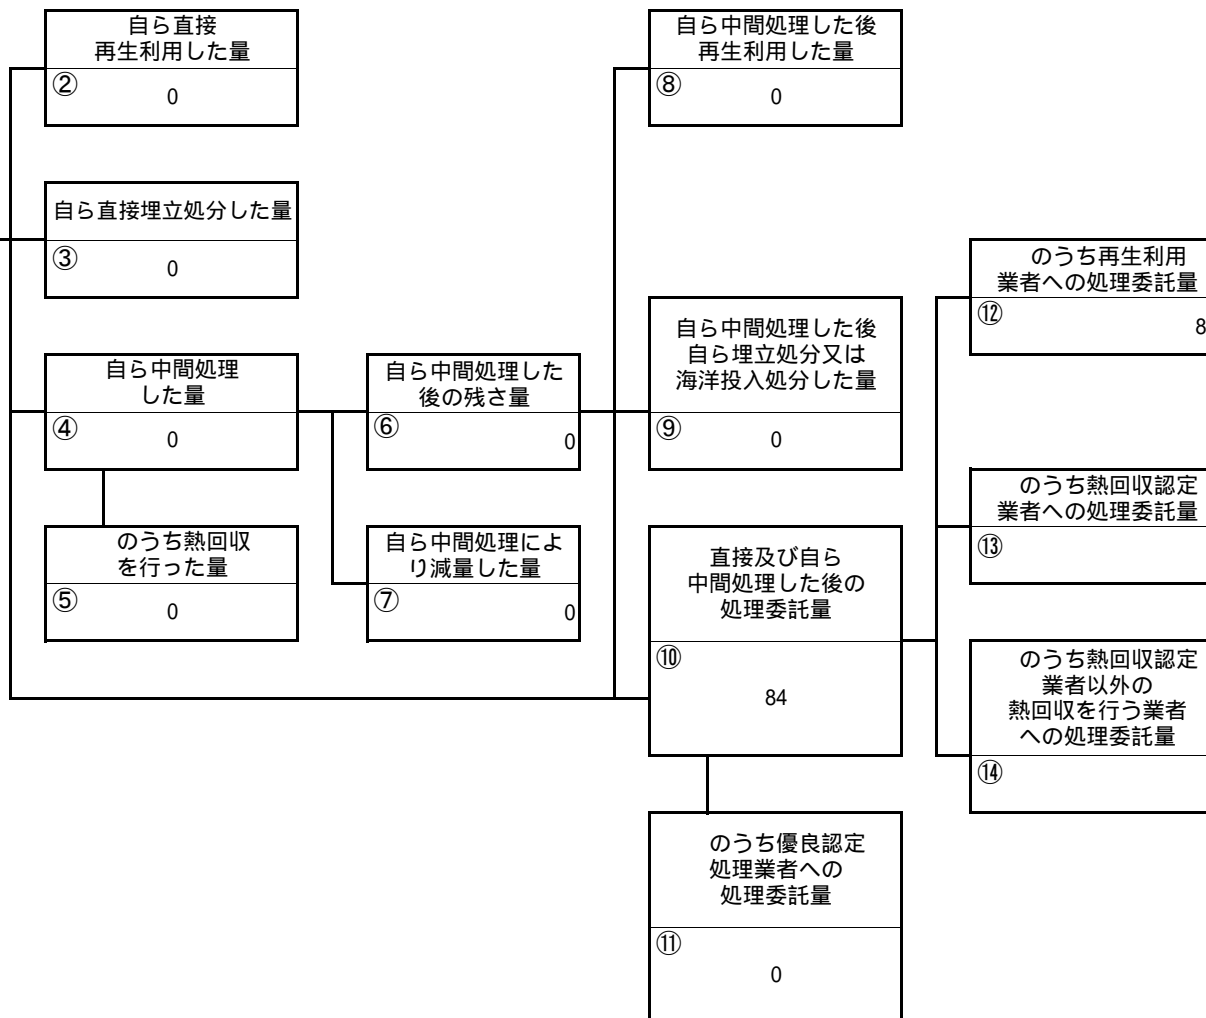 自ら直接
再生利用した量
②
0
自ら中間処理した後
再生利用した量
⑧
0
自ら直接埋立処分した量
③
0
のうち再生利用
業者への処理委託量
⑫
8
自ら中間処理した後
自ら埋立処分又は
海洋投入処分した量
⑨
0
自ら中間処理
した量
④
0
自ら中間処理した
後の残さ量
⑥
0
のうち熱回収認定
業者への処理委託量
⑬
のうち熱回収
を行った量
⑤
0
自ら中間処理によ
り減量した量
⑦
0
直接及び自ら
中間処理した後の
処理委託量
⑩
84
のうち熱回収認定
業者以外の
熱回収を行う業者
への処理委託量
⑭
のうち優良認定
処理業者への
処理委託量
⑪
0